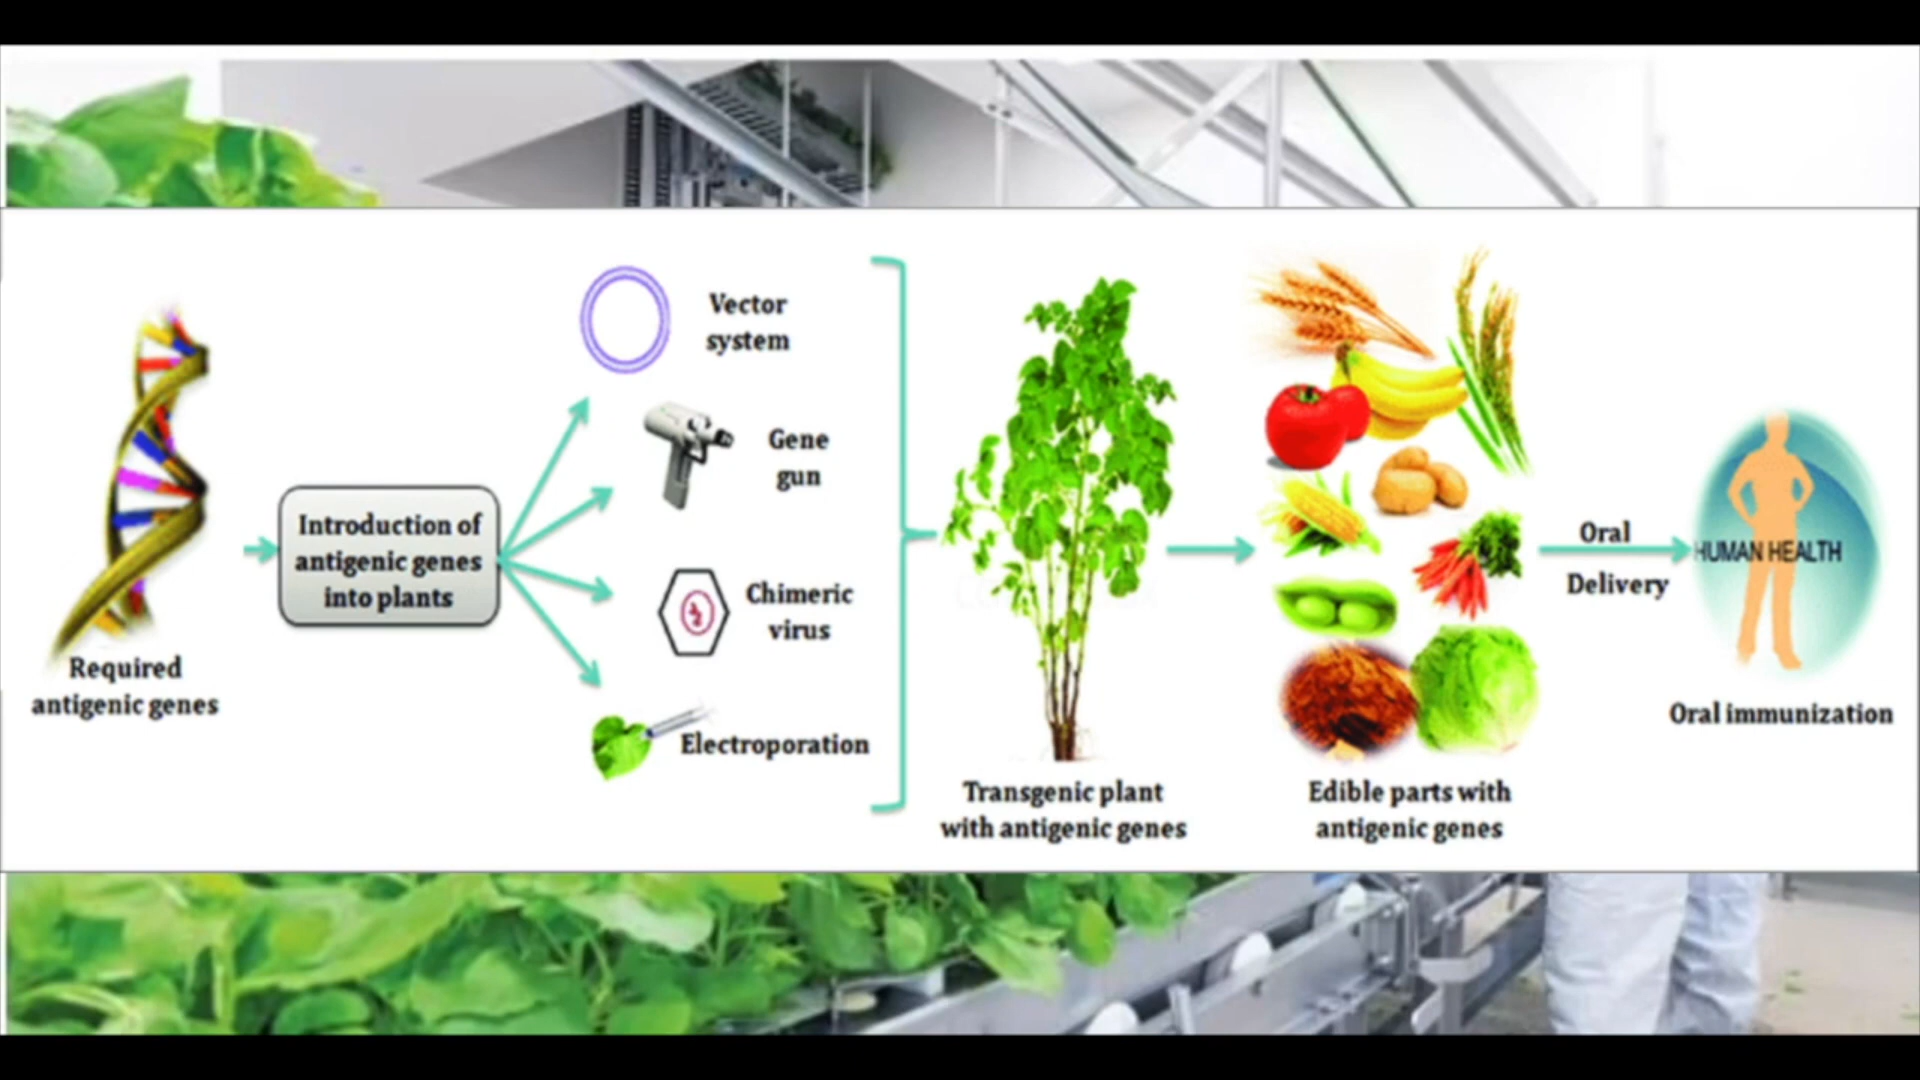 Required
antigenic genes
Introduction of
antigenic genes
into plants
Vector
system
Gene
gun
Chimeric
virus
Electroporation
Transgenic plant
with antigenic genes
Edible parts with
antigenic genes
Oral
Delivery
HUMAN HEALTH
Oral immunization